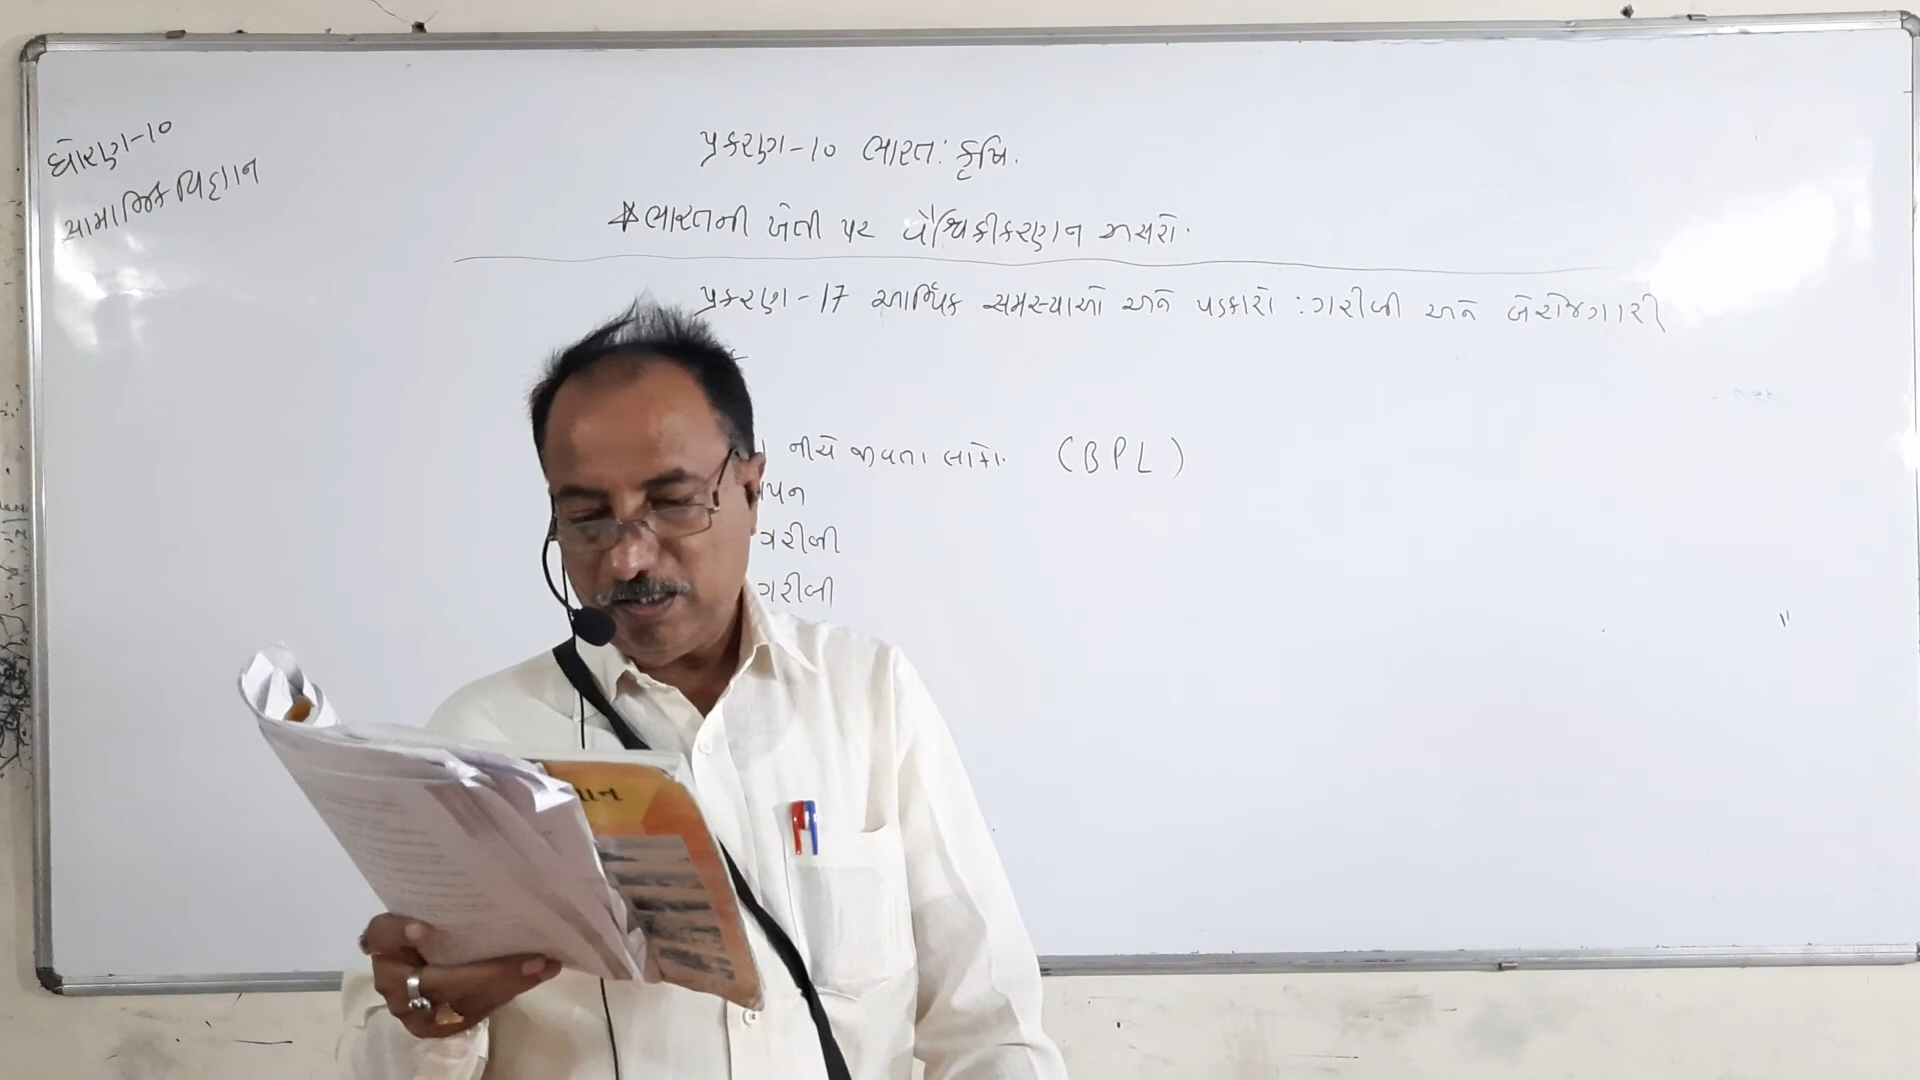 ધોરણ-10
સામાજિક વિજ્ઞાન
પ્રકરણ-10 ભારત: કૃષિ.
*ભારતની ખેતી પર વૈશ્વિકીકરણન અસરો.
પ્રકરણ-17 આર્થિક સમસ્યાઓ અને પડકારો : ગરીબી અને બેરોજગારી
નીચે જીવતા લોકો. (BPL)
ગરીબી
ગરીબી